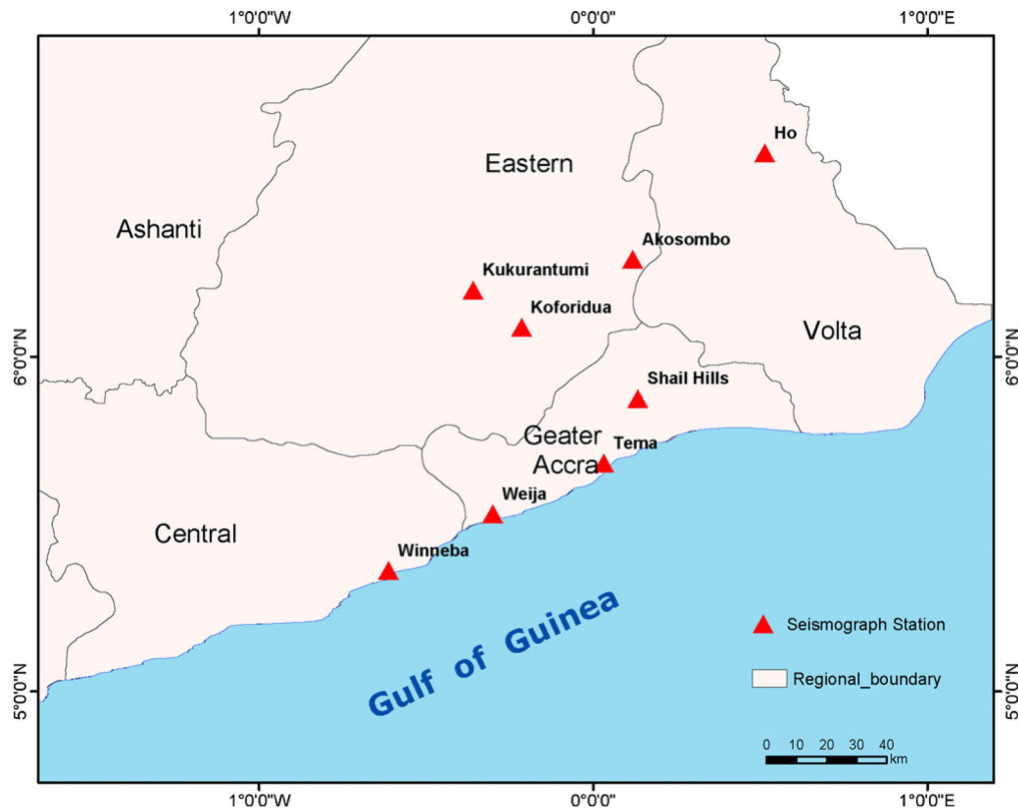 1°0'0"W 0°0'0" 1°0'0"E
Ho
Eastern
Ashanti
Akosombo
Kukurantumi
Koforidua
Volta
6°0'0"N 6°0'0"N
Shail Hills
Geater
Accra
Tema
Weija
Central
Winneba
Gulf of Guinea
Seismograph Station
Regional_boundary
5°0'0"N 5°0'0"N
0 10 20 30 40
km
1°0'0"W 0°0'0" 1°0'0"E